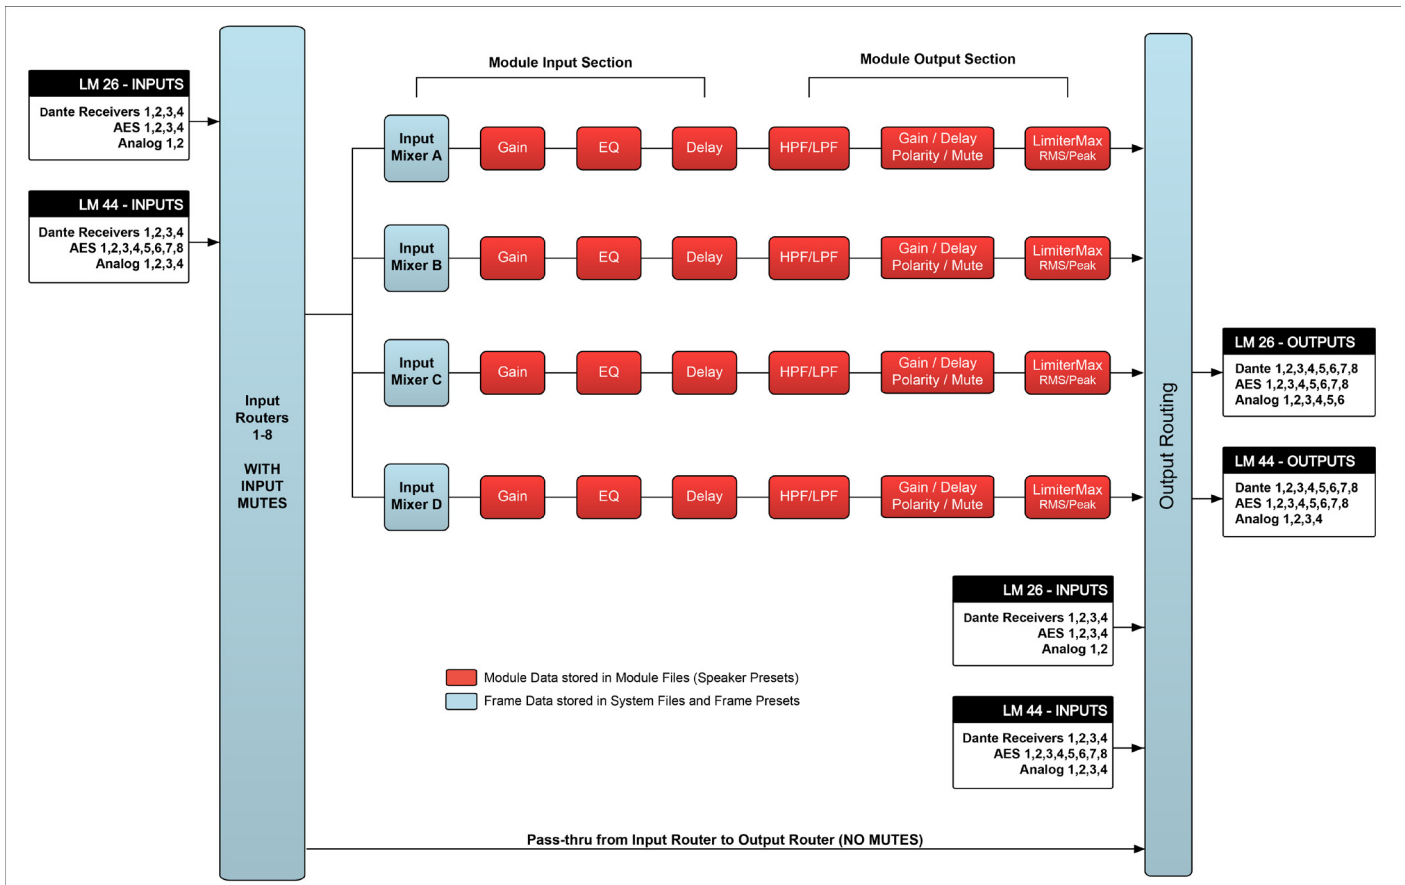 Module Input Section
Module Output Section
LM 26 - INPUTS
Dante Receivers 1,2,3,4
AES 1,2,3,4
Analog 1,2
LM 44 - INPUTS
Dante Receivers 1,2,3,4
AES 1,2,3,4,5,6,7,8
Analog 1,2,3,4
Input
Routers
1-8
WITH
INPUT
MUTES
Input
Mixer A
Gain
EQ
Delay
HPF/LPF
Gain / Delay
Polarity / Mute
LimiterMax
RMS/Peak
Input
Mixer B
Gain
EQ
Delay
HPF/LPF
Gain / Delay
Polarity / Mute
LimiterMax
RMS/Peak
Input
Mixer C
Gain
EQ
Delay
HPF/LPF
Gain / Delay
Polarity / Mute
LimiterMax
RMS/Peak
Input
Mixer D
Gain
EQ
Delay
HPF/LPF
Gain / Delay
Polarity / Mute
LimiterMax
RMS/Peak
Output Routing
LM 26 - OUTPUTS
Dante 1,2,3,4,5,6,7,8
AES 1,2,3,4,5,6,7,8
Analog 1,2,3,4,5,6
LM 44 - OUTPUTS
Dante 1,2,3,4,5,6,7,8
AES 1,2,3,4,5,6,7,8
Analog 1,2,3,4
LM 26 - INPUTS
Dante Receivers 1,2,3,4
AES 1,2,3,4
Analog 1,2
LM 44 - INPUTS
Dante Receivers 1,2,3,4
AES 1,2,3,4,5,6,7,8
Analog 1,2,3,4
Module Data stored in Module Files (Speaker Presets)
Frame Data stored in System Files and Frame Presets
Pass-thru from Input Router to Output Router (NO MUTES)